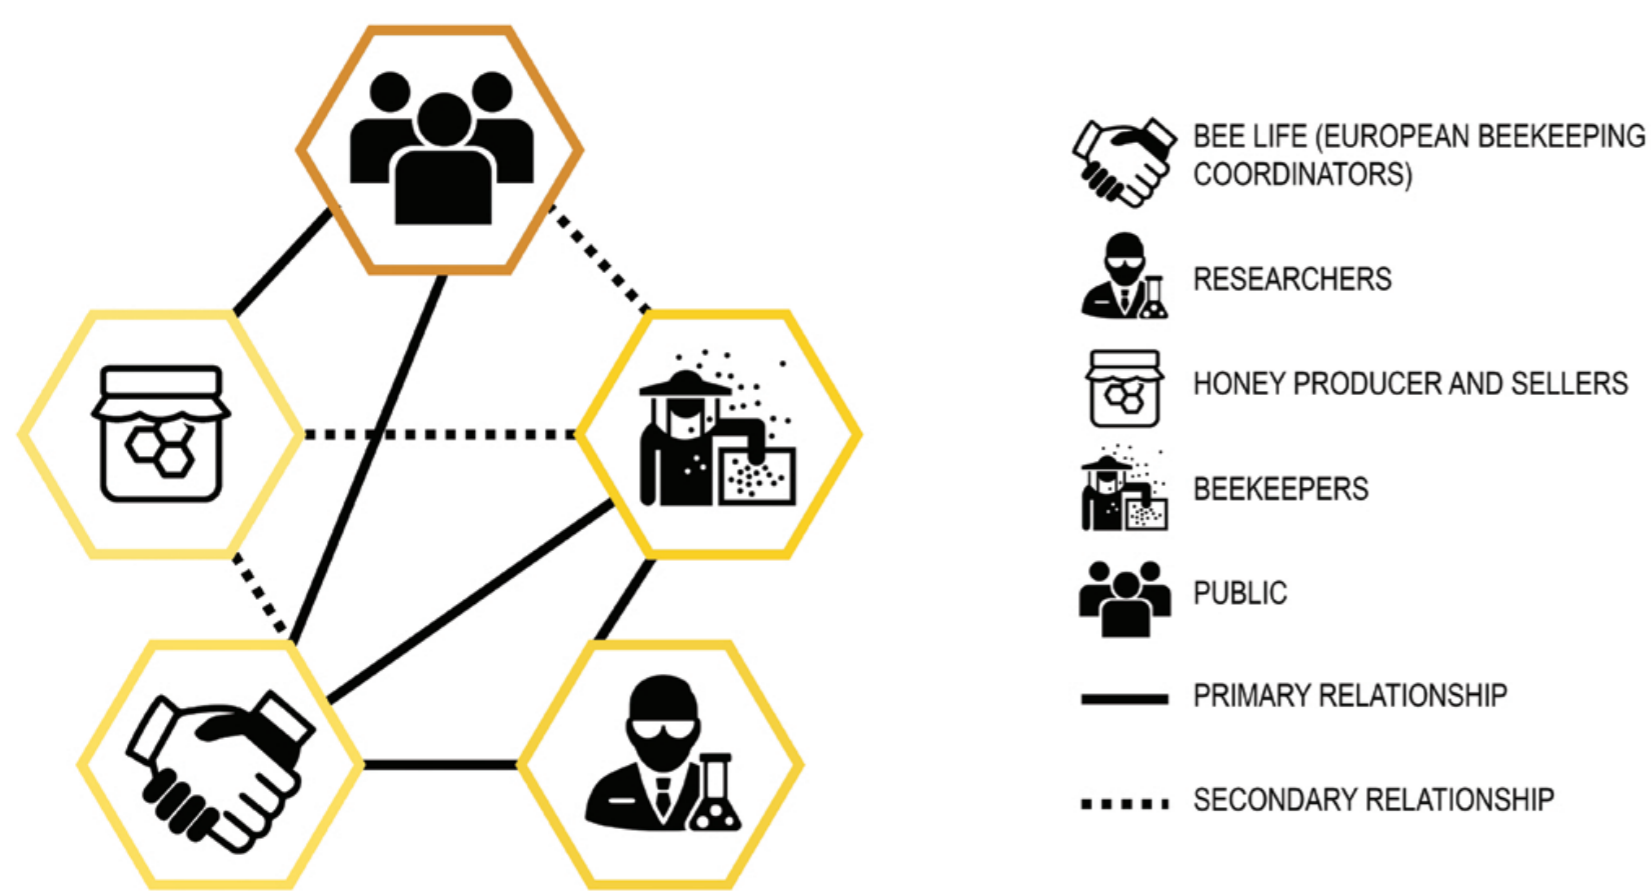 BEE LIFE (EUROPEAN BEEKEEPING
COORDINATORS)
RESEARCHERS
HONEY PRODUCER AND SELLERS
BEEKEEPERS
PUBLIC
PRIMARY RELATIONSHIP
SECONDARY RELATIONSHIP